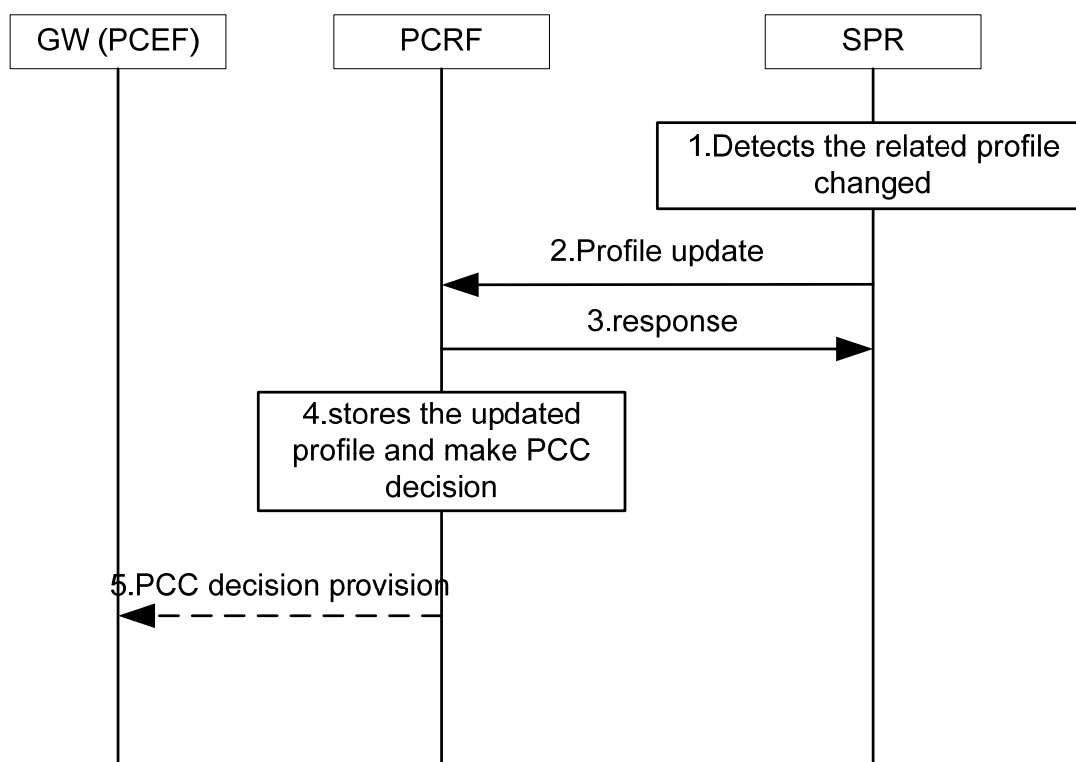 GW (PCEF)
PCRF
SPR
1.Detects the related profile
changed
2.Profile update
3.response
4.stores the updated
profile and make PCC
decision
5.PCC decision provision